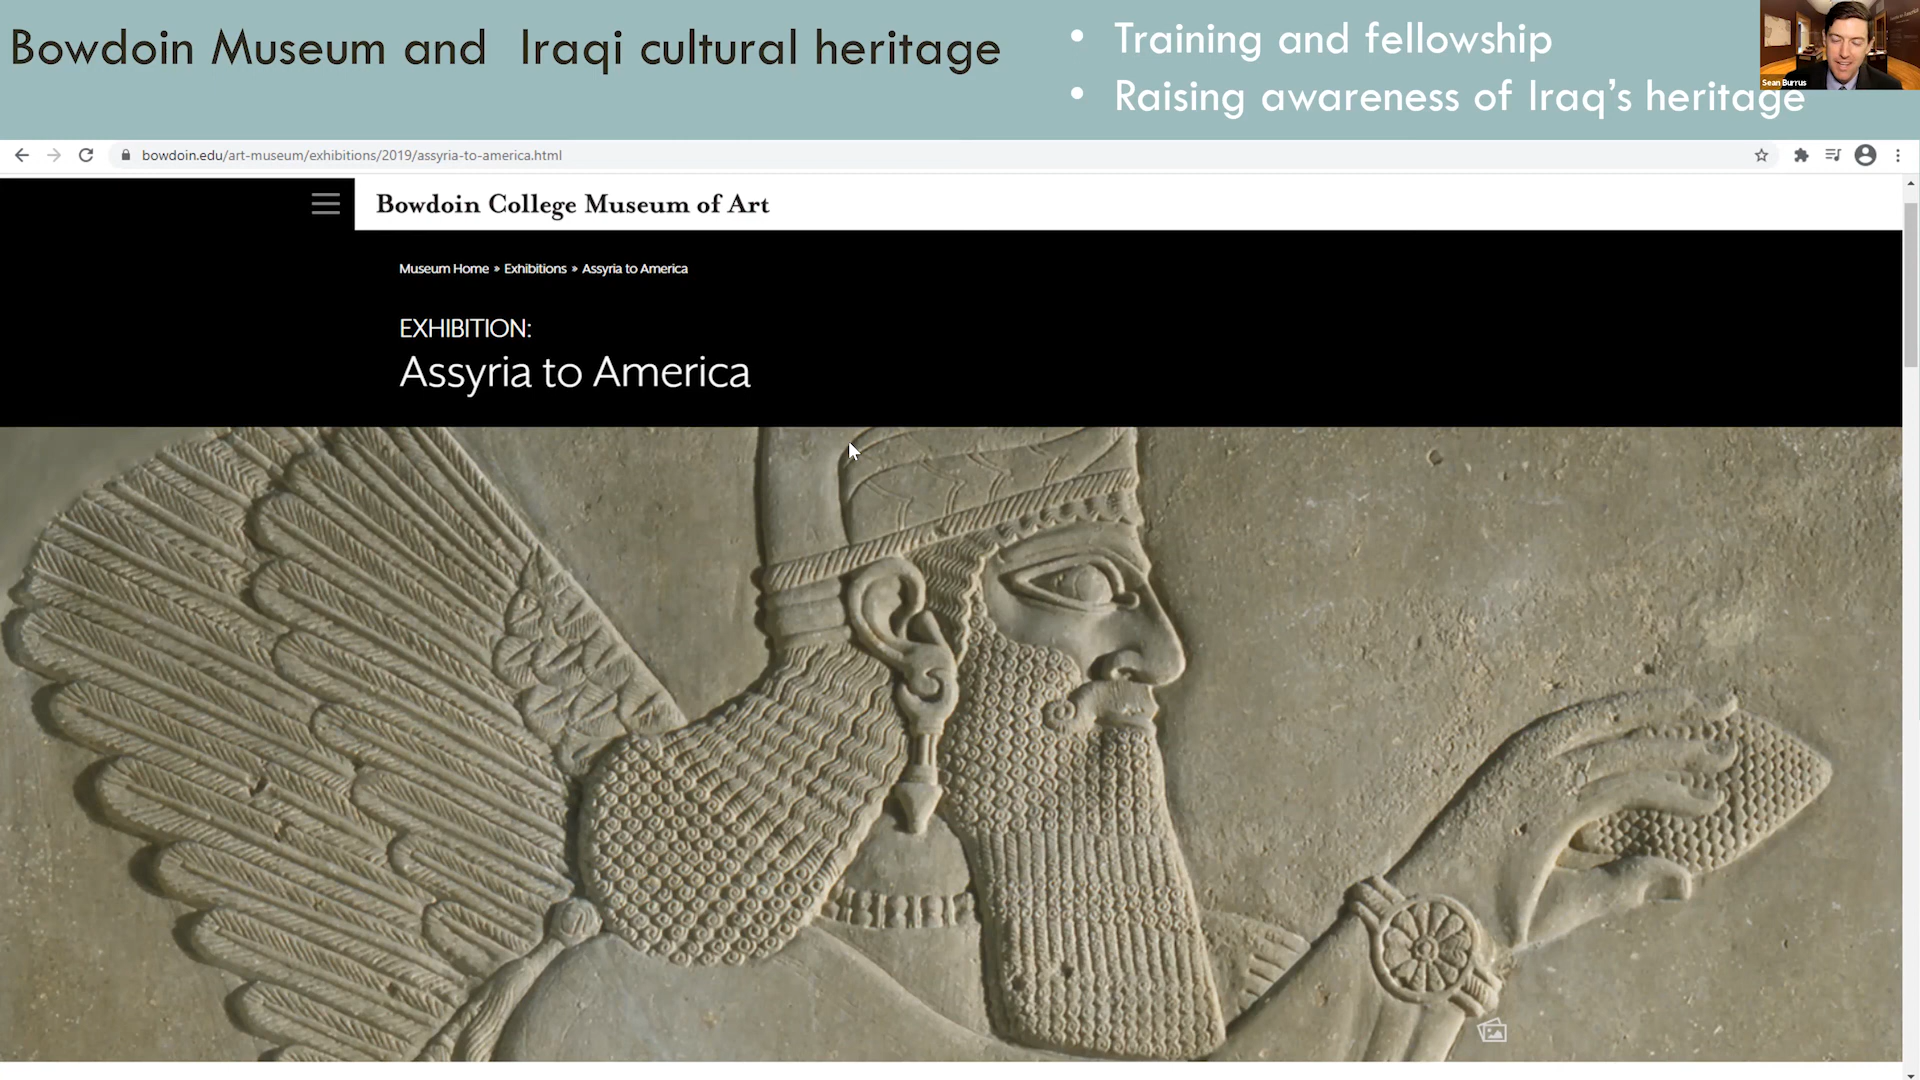 Bowdoin Museum and Iraqi cultural heritage
• Training and fellowship
• Raising awareness of Iraq's heritage
Sean Burrus
bowdoin.edu/art-museum/exhibitions/2019/assyria-to-america.html
Bowdoin College Museum of Art
Museum Home » Exhibitions » Assyria to America
EXHIBITION:
Assyria to America